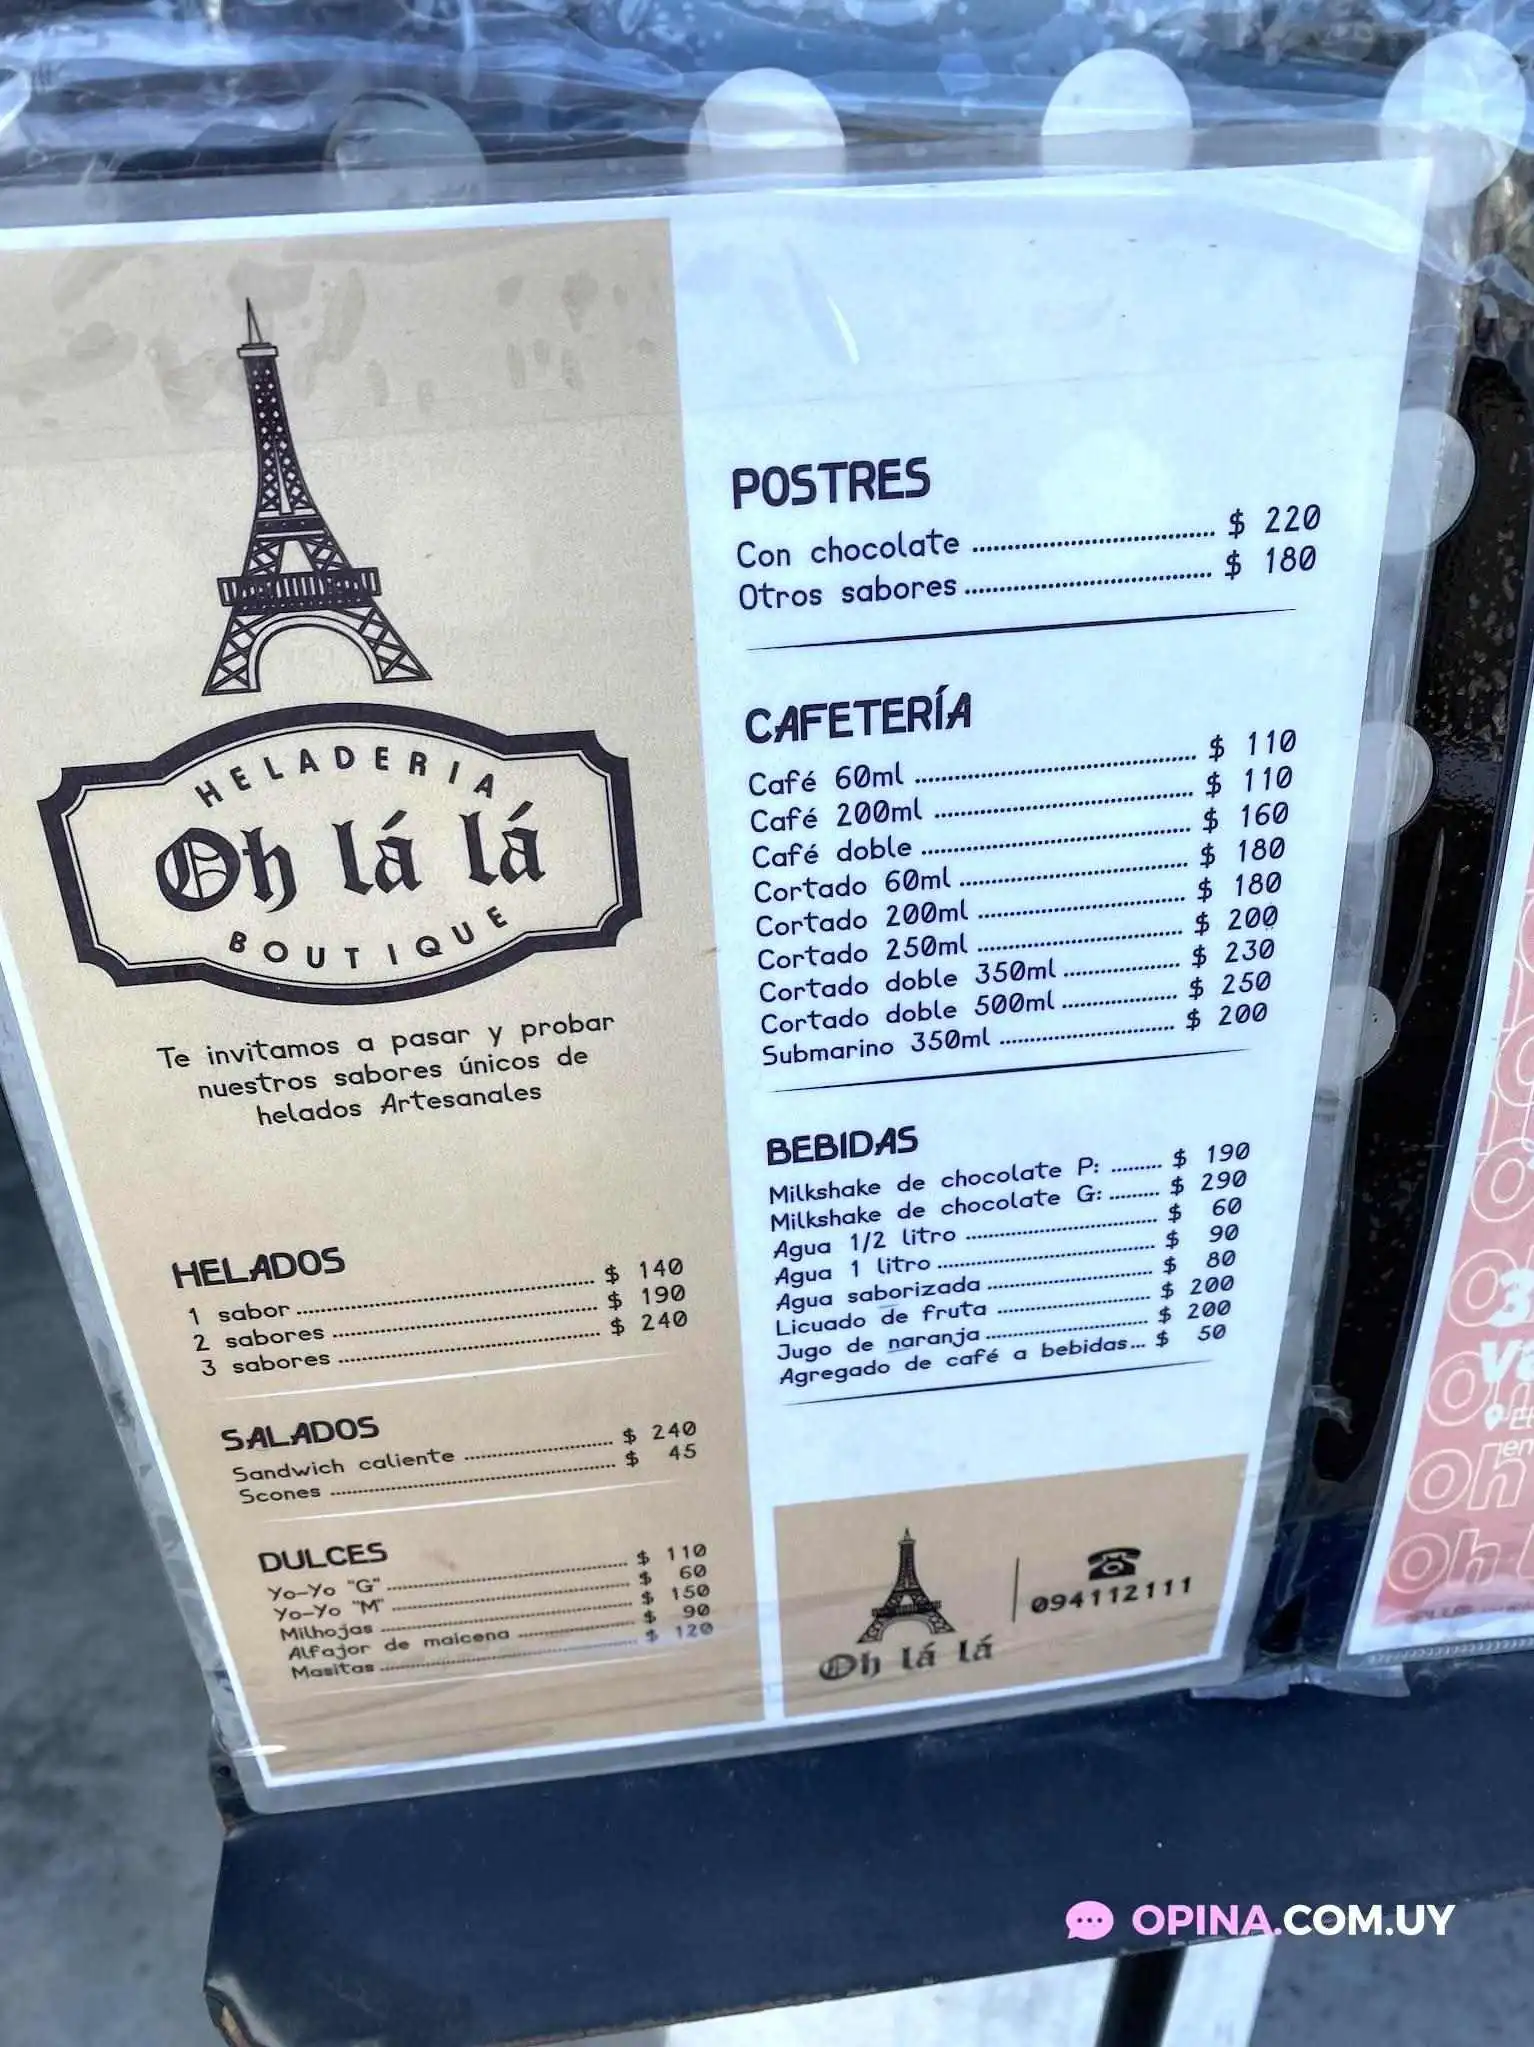 HELADERIA
Oh lá lá
BOUTIQUE
Te invitamos a pasar y probar
nuestros sabores únicos de
helados Artesanales
HELADOS
1 sabor $ 140
2 sabores $ 190
3 sabores $ 240
SALADOS
Sandwich caliente $ 240
Scones $ 45
DULCES
Yo-Yo "G" $ 110
Yo-Yo "M" $ 60
Milhojas $ 150
Alfajor de maicena $ 90
Masitas $ 120
POSTRES
Con chocolate $ 220
Otros sabores $ 180
CAFETERÍA
Café 60ml $ 110
Café 200ml $ 110
Café doble $ 160
Cortado 60ml $ 180
Cortado 200ml $ 180
Cortado 250ml $ 200
Cortado doble 350ml $ 230
Cortado doble 500ml $ 250
Submarino 350ml $ 200
BEBIDAS
Milkshake de chocolate P: $ 190
Milkshake de chocolate G: $ 290
Agua 1/2 litro $ 60
Agua 1 litro $ 90
Agua saborizada $ 80
Licuado de fruta $ 200
Jugo de naranja $ 200
Agregado de café a bebidas... $ 50
Oh lá lá
094112111
Oh
Oh
OPINA.COM.UY